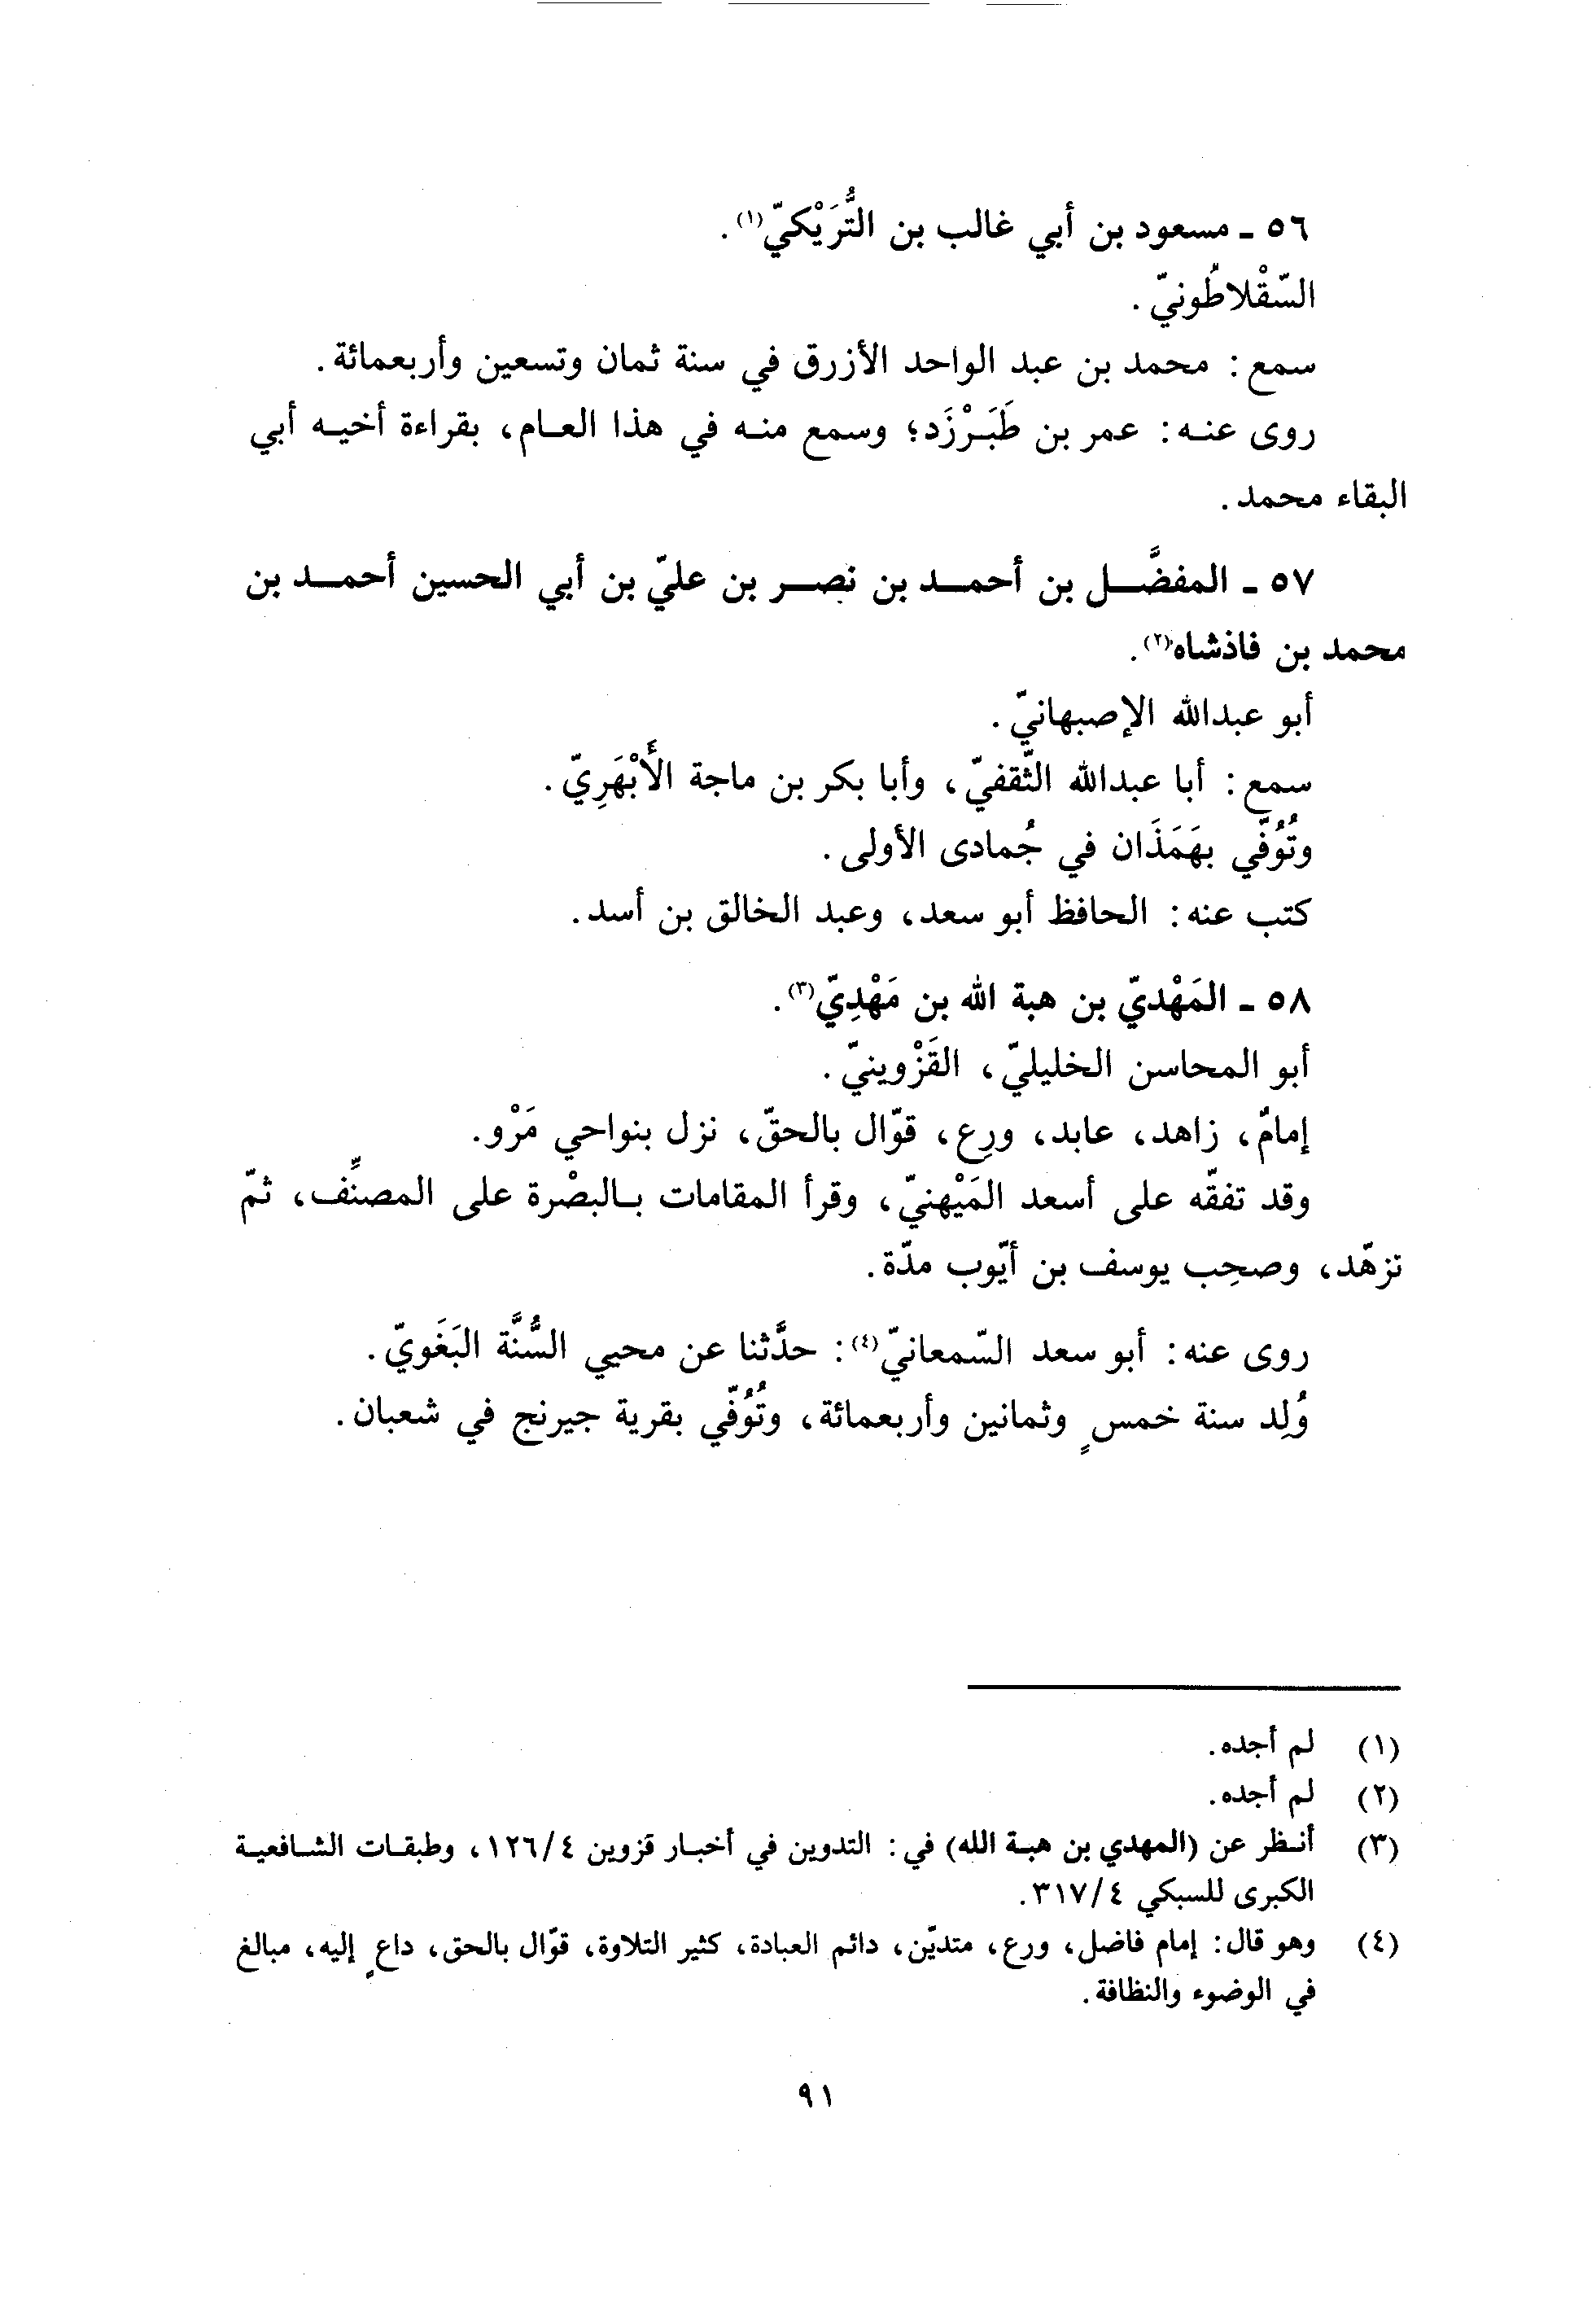 ٥٦ ـ مسعود بن أبي غالب بن التُّرَيْكيّ(١).
السّقْلاطُونيّ.
سمع: محمد بن عبد الواحد الأزرق في سنة ثمان وتسعين وأربعمائة.
روى عنه: عمر بن طَبَرْزَد؛ وسمع منه في هذا العام، بقراءة أخيه أبي
البقاء محمد.
٥٧ ـ المفضَّل بن أحمد بن نصر بن عليّ بن أبي الحسين أحمد بن
محمد بن فاذشاه(٢).
أبو عبدالله الإصبهانيّ.
سمع: أبا عبدالله الثّقفيّ، وأبا بكر بن ماجة الأَبْهَرِيّ.
وتُوُفّي بهَمَذَان في جُمادى الأولى.
كتب عنه: الحافظ أبو سعد، وعبد الخالق بن أسد.
٥٨ ـ المَهْديّ بن هبة الله بن مَهْدِيّ(٣).
أبو المحاسن الخليليّ، القَزْوينيّ.
إمامٌ، زاهد، عابد، ورِع، قوّال بالحقّ، نزل بنواحي مَرْو.
وقد تفقّه على أسعد المَيْهنيّ، وقرأ المقامات بالبصْرة على المصنِّف، ثمّ
تزهّد، وصحِب يوسف بن أيّوب مدّة.
روى عنه: أبو سعد السّمعانيّ(٤): حدَّثنا عن محيي السُّنَّة البَغَويّ.
وُلِد سنة خمسٍ وثمانين وأربعمائة، وتُوُفّي بقرية جيرنج في شعبان.
(١) لم أجده.
(٢) لم أجده.
(٣) أنظر عن (المهدي بن هبة الله) في: التدوين في أخبار قزوين ١٢٦/٤، وطبقات الشافعية
الكبرى للسبكي ٣١٧/٤.
(٤) وهو قال: إمام فاضل، ورع، متديّن، دائم العبادة، كثير التلاوة، قوّال بالحق، داعٍ إليه، مبالغ
في الوضوء والنظافة.
٩١